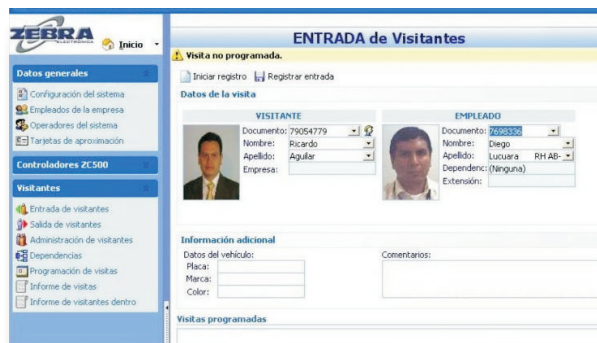 ZEBRA
ELECTRÓNICA
Inicio
ENTRADA de Visitantes
Visita no programada.
Datos generales
Iniciar registro Registrar entrada
Datos de la visita
Configuración del sistema
Empleados de la empresa
Operadores del sistema
Tarjetas de aproximación
VISITANTE
Documento: 79054779
Nombre: Ricardo
Apellido: Aguilar
Empresa:
EMPLEADO
Documento: 7698336
Nombre: Diego
Apellido: Lucuara RH AB-
Dependenc: (Ninguna)
Extensión:
Controladores ZC500
Visitantes
Entrada de visitantes
Salida de visitantes
Administración de visitantes
Dependencias
Programación de visitas
Informe de visitas
Informe de visitantes dentro
Información adicional
Datos del vehículo:
Placa:
Marca:
Color:
Comentarios:
Visitas programadas